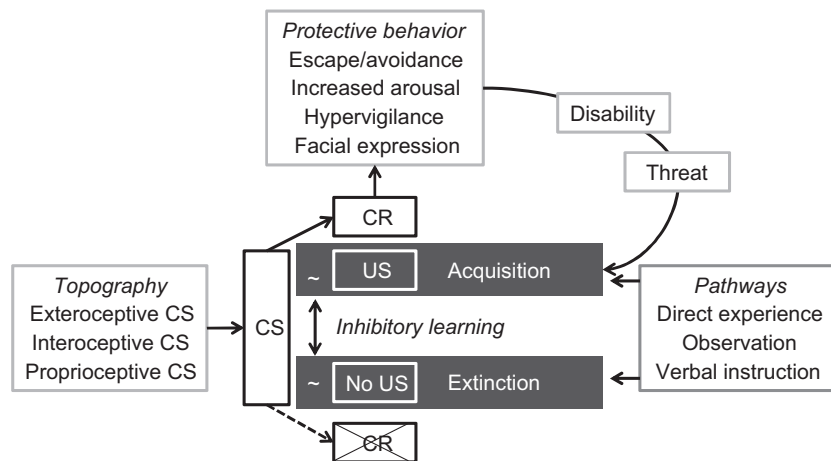 Protective behavior
Escape/avoidance
Increased arousal
Hypervigilance
Facial expression
Disability
Threat
CR
~ US Acquisition
Topography
Exteroceptive CS
Interoceptive CS
Proprioceptive CS
CS
Inhibitory learning
Pathways
Direct experience
Observation
Verbal instruction
~ No US Extinction
CR